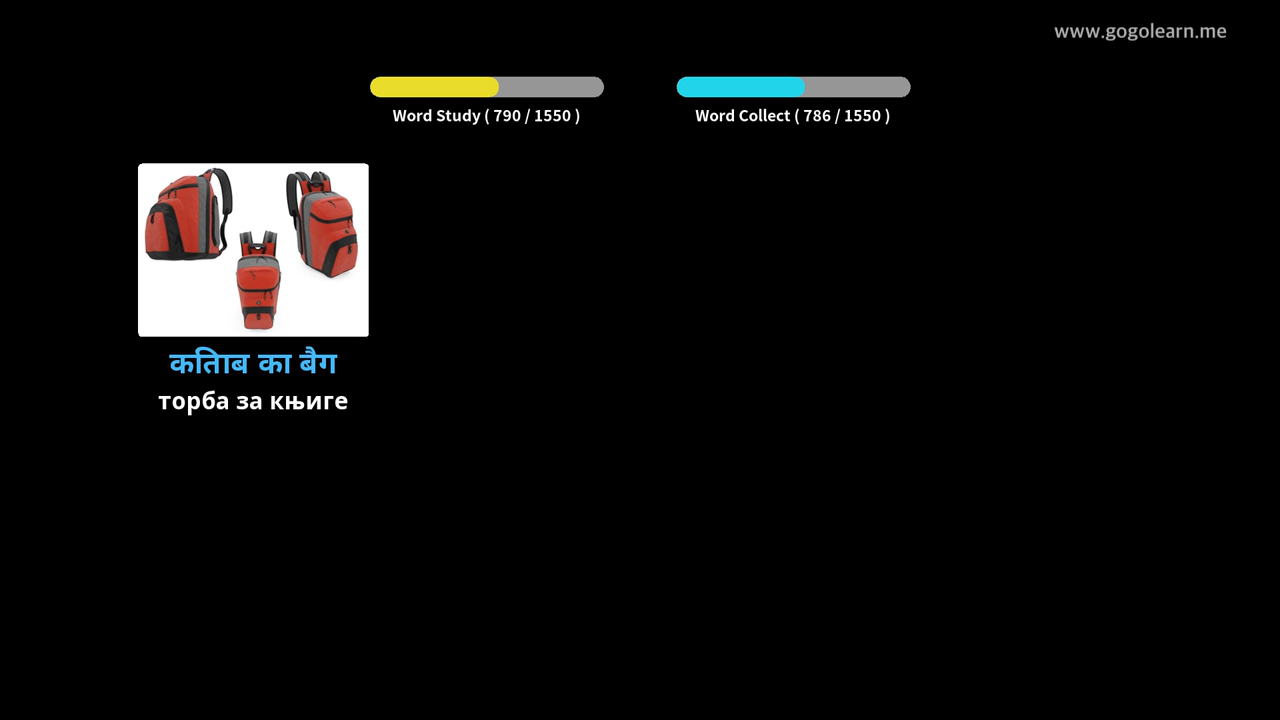 www.gogolearn.me
Word Study ( 790 / 1550 )
Word Collect ( 786 / 1550 )
किताब का बैग
торба за књиге